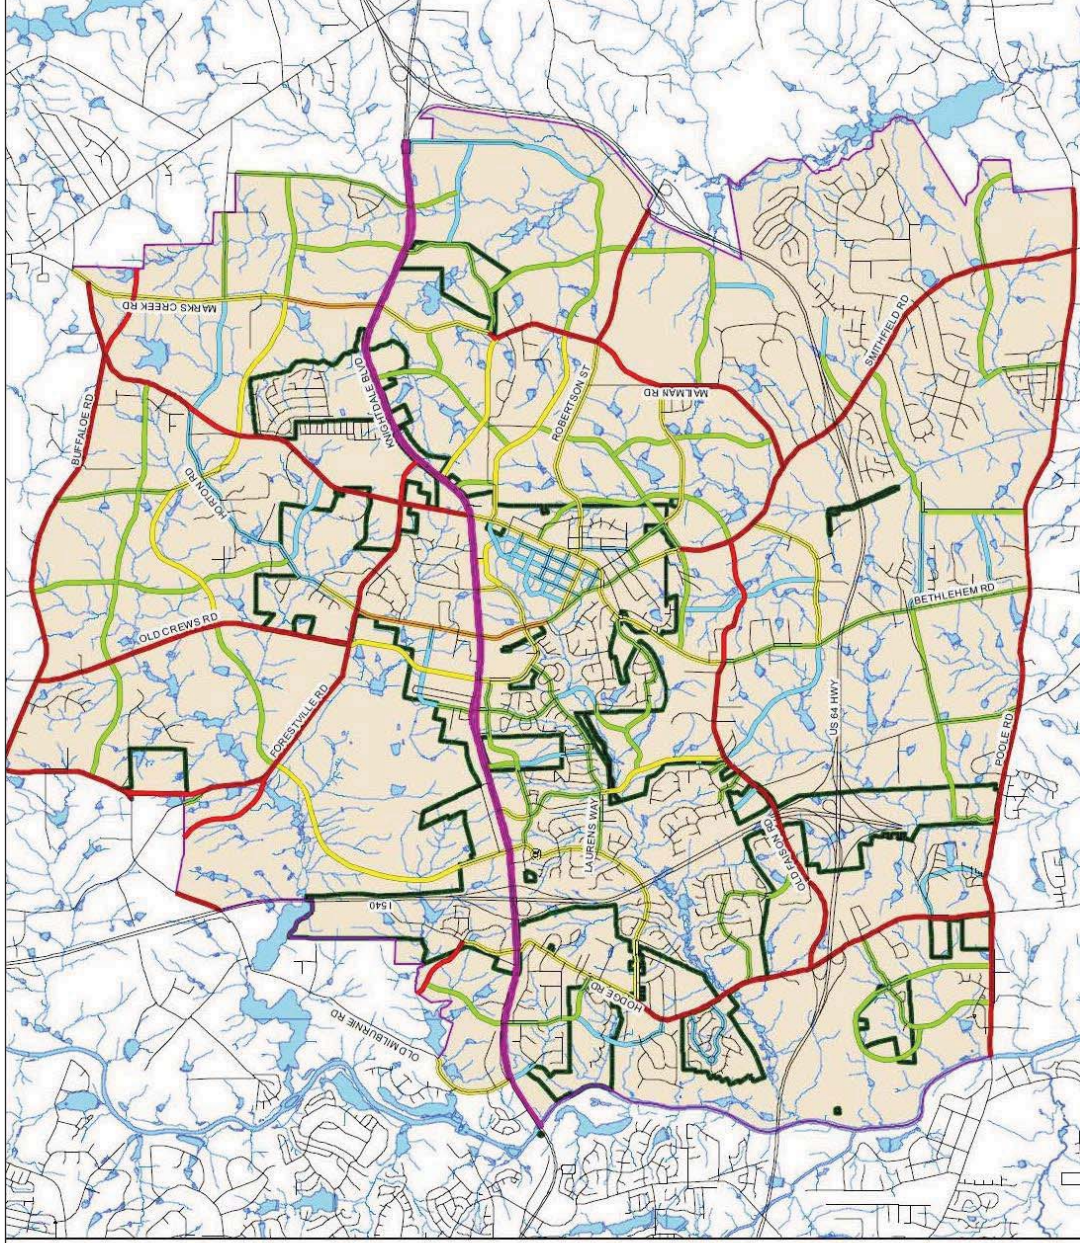 MARKS CREEK RD
KNIGHTDALE BLVD
SMITHFIELD RD
BUFFALOE RD
ROBERTSON ST
MAILMAN RD
HORTON RD
BETHLEHEM RD
OLD CREWS RD
FORESTVILLE RD
US 64 HWY
POOLE RD
LAURENS WAY
OLD FAISON RD
I 540
HODGE RD
OLD MILBURNIE RD